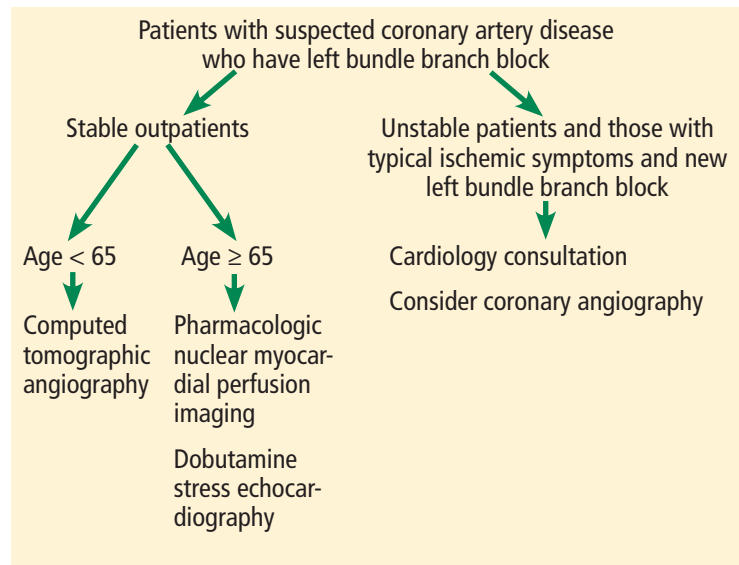 Patients with suspected coronary artery disease
who have left bundle branch block
Stable outpatients
Unstable patients and those with
typical ischemic symptoms and new
left bundle branch block
Age < 65
Age ≥ 65
Cardiology consultation
Consider coronary angiography
Computed
tomographic
angiography
Pharmacologic
nuclear myocar-
dial perfusion
imaging
Dobutamine
stress echocar-
diography